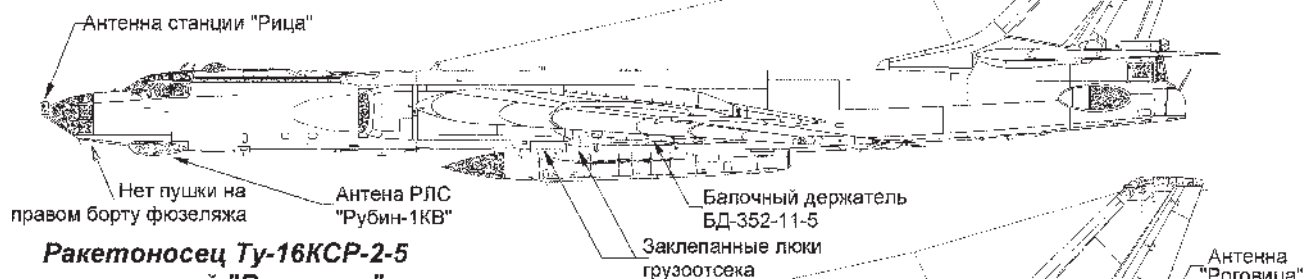 Антенна станции "Рица"
Нет пушки на
правом борту фюзеляжа
Антена РЛС
"Рубин-1КВ"
Балочный держатель
БД-352-11-5
Заклепанные люки
грузоотсека
Ракетоносец Ту-16КСР-2-5
Антенна
"Роговица"